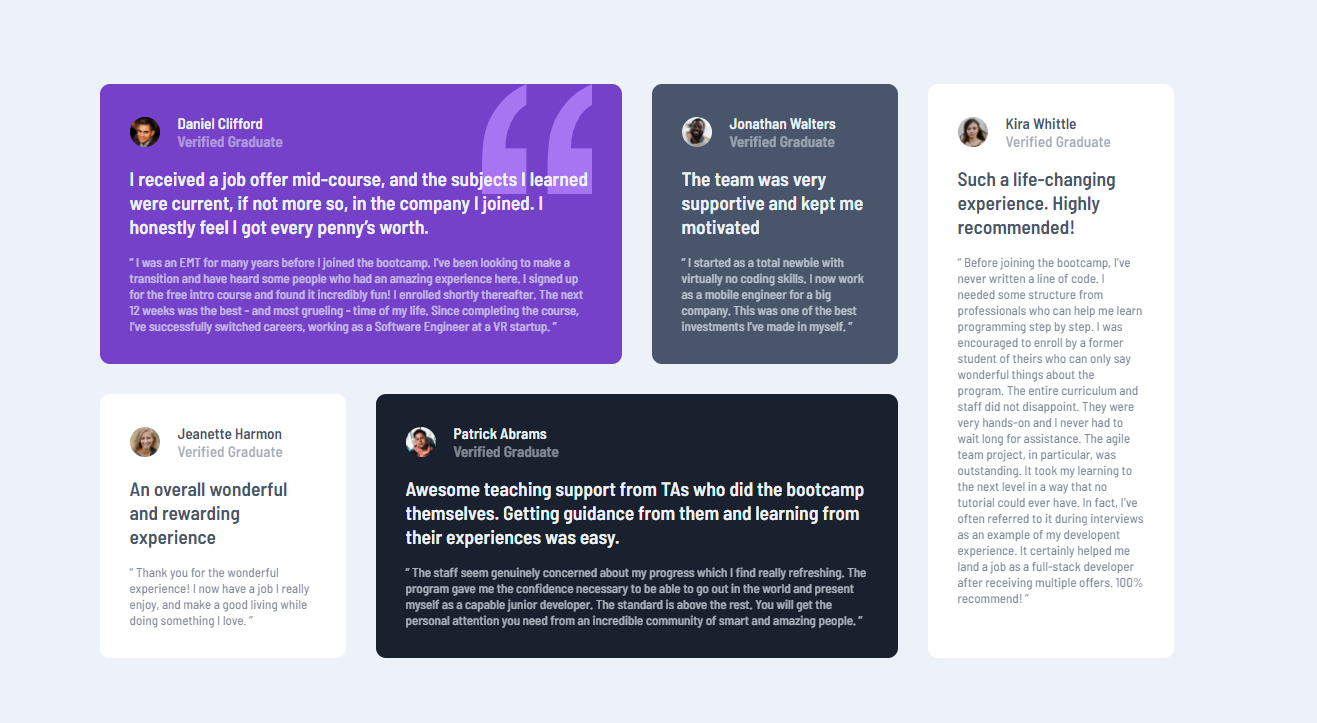 Daniel Clifford
Verified Graduate
I received a job offer mid-course, and the subjects I learned
were current, if not more so, in the company I joined. I
honestly feel I got every penny’s worth.
“ I was an EMT for many years before I joined the bootcamp. I’ve been looking to make a
transition and have heard some people who had an amazing experience here. I signed up
for the free intro course and found it incredibly fun! I enrolled shortly thereafter. The next
12 weeks was the best - and most grueling - time of my life. Since completing the course,
I’ve successfully switched careers, working as a Software Engineer at a VR startup. ”
Jonathan Walters
Verified Graduate
The team was very
supportive and kept me
motivated
“ I started as a total newbie with
virtually no coding skills. I now work
as a mobile engineer for a big
company. This was one of the best
investments I’ve made in myself. ”
Kira Whittle
Verified Graduate
Such a life-changing
experience. Highly
recommended!
“ Before joining the bootcamp, I’ve
never written a line of code. I
needed some structure from
professionals who can help me learn
programming step by step. I was
encouraged to enroll by a former
student of theirs who can only say
wonderful things about the
program. The entire curriculum and
staff did not disappoint. They were
very hands-on and I never had to
wait long for assistance. The agile
team project, in particular, was
outstanding. It took my learning to
the next level in a way that no
tutorial could ever have. In fact, I’ve
often referred to it during interviews
as an example of my developent
experience. It certainly helped me
land a job as a full-stack developer
after receiving multiple offers. 100%
recommend! ”
Jeanette Harmon
Verified Graduate
An overall wonderful
and rewarding
experience
“ Thank you for the wonderful
experience! I now have a job I really
enjoy, and make a good living while
doing something I love. ”
Patrick Abrams
Verified Graduate
Awesome teaching support from TAs who did the bootcamp
themselves. Getting guidance from them and learning from
their experiences was easy.
“ The staff seem genuinely concerned about my progress which I find really refreshing. The
program gave me the confidence necessary to be able to go out in the world and present
myself as a capable junior developer. The standard is above the rest. You will get the
personal attention you need from an incredible community of smart and amazing people. ”